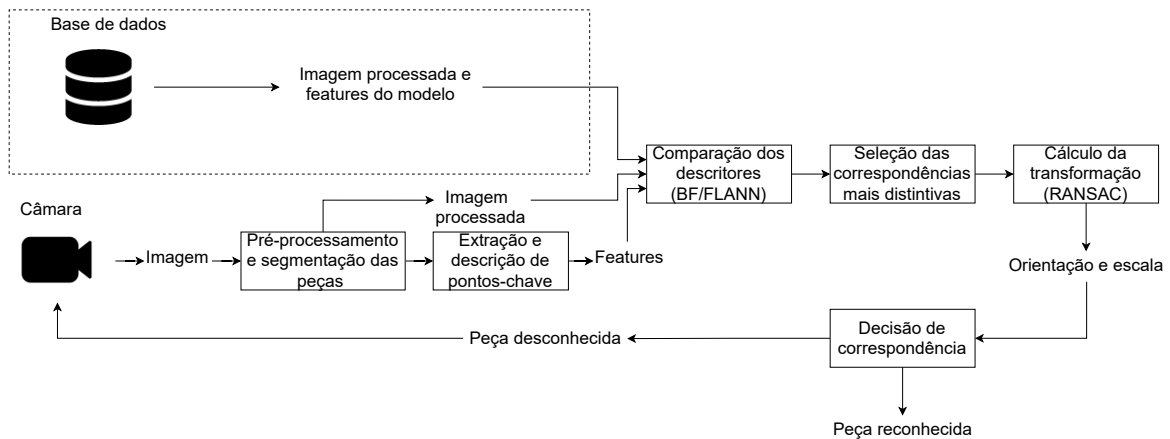 Base de dados
Imagem processada e
features do modelo
Comparação dos
descritores
(BF/FLANN)
Seleção das
correspondências
mais distintivas
Cálculo da
transformação
(RANSAC)
Câmara
Imagem
processada
Imagem
Pré-processamento
e segmentação das
peças
Extração e
descrição de
pontos-chave
Features
Orientação e escala
Decisão de
correspondência
Peça desconhecida
Peça reconhecida